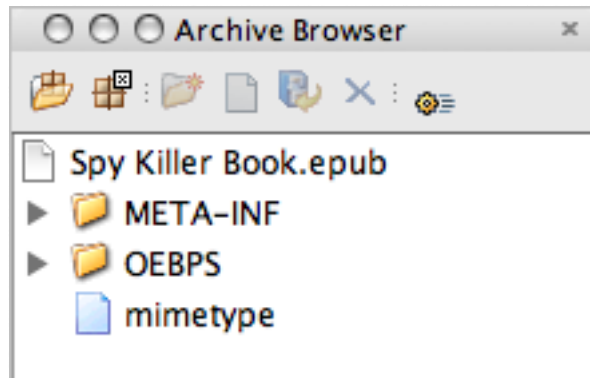 Archive Browser
Spy Killer Book.epub
META-INF
OEBPS
mimetype